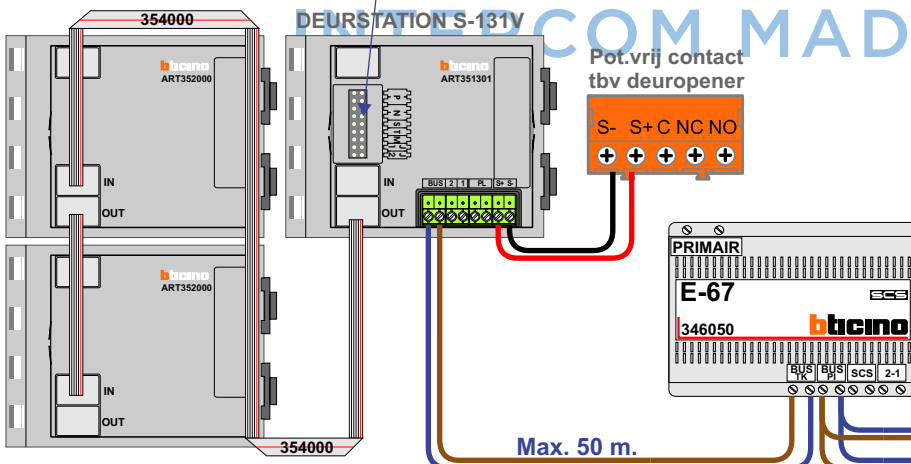 INTERCOM MAD
354000
DEURSTATION S-131V
bticino
ART352000
IN
OUT
bticino
ART351301
P N S T M J1 J2
IN
OUT
BUS 2 1 PL S+ S-
Pot.vrij contact
tbv deuropener
S- S+ C NC NO
bticino
ART352000
IN
OUT
354000
PRIMAIR
E-67
SCS
346050
bticino
BUS TK
BUS PI
SCS
2-1
Max. 50 m.